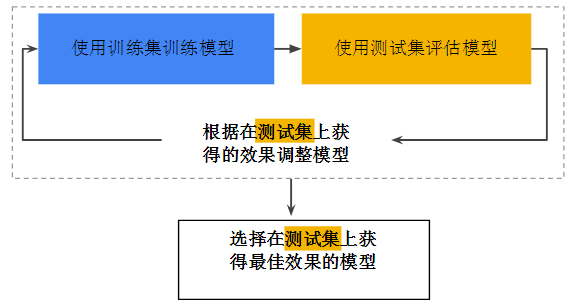 使用训练集训练模型
使用测试集评估模型
根据在测试集上获
得的效果调整模型
选择在测试集上获
得最佳效果的模型